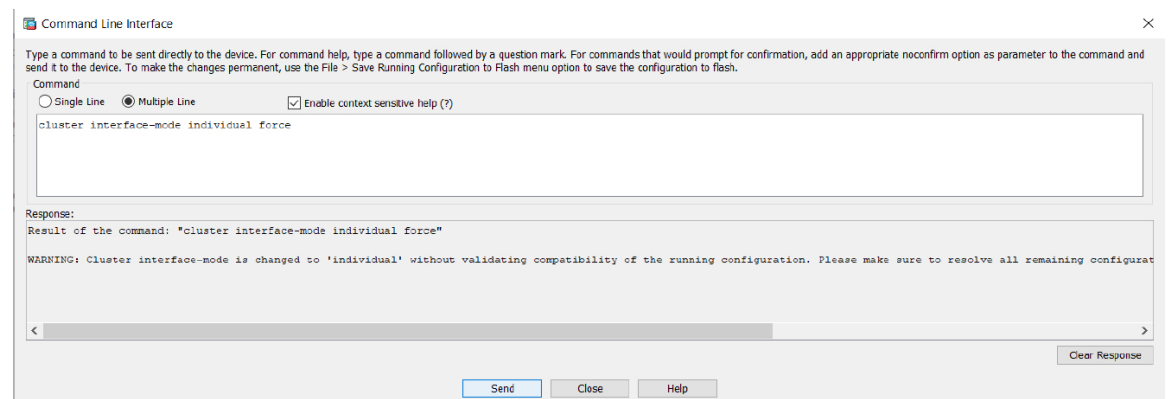 Command Line Interface
Type a command to be sent directly to the device. For command help, type a command followed by a question mark. For commands that would prompt for confirmation, add an appropriate noconfirm option as parameter to the command and
send it to the device. To make the changes permanent, use the File > Save Running Configuration to Flash menu option to save the configuration to flash.
Command
Single Line Multiple Line Enable context sensitive help (?)
cluster interface-mode individual force
Response:
Result of the command: "cluster interface-mode individual force"
WARNING: Cluster interface-mode is changed to 'individual' without validating compatibility of the running configuration. Please make sure to resolve all remaining configurat
Clear Response
Send Close Help